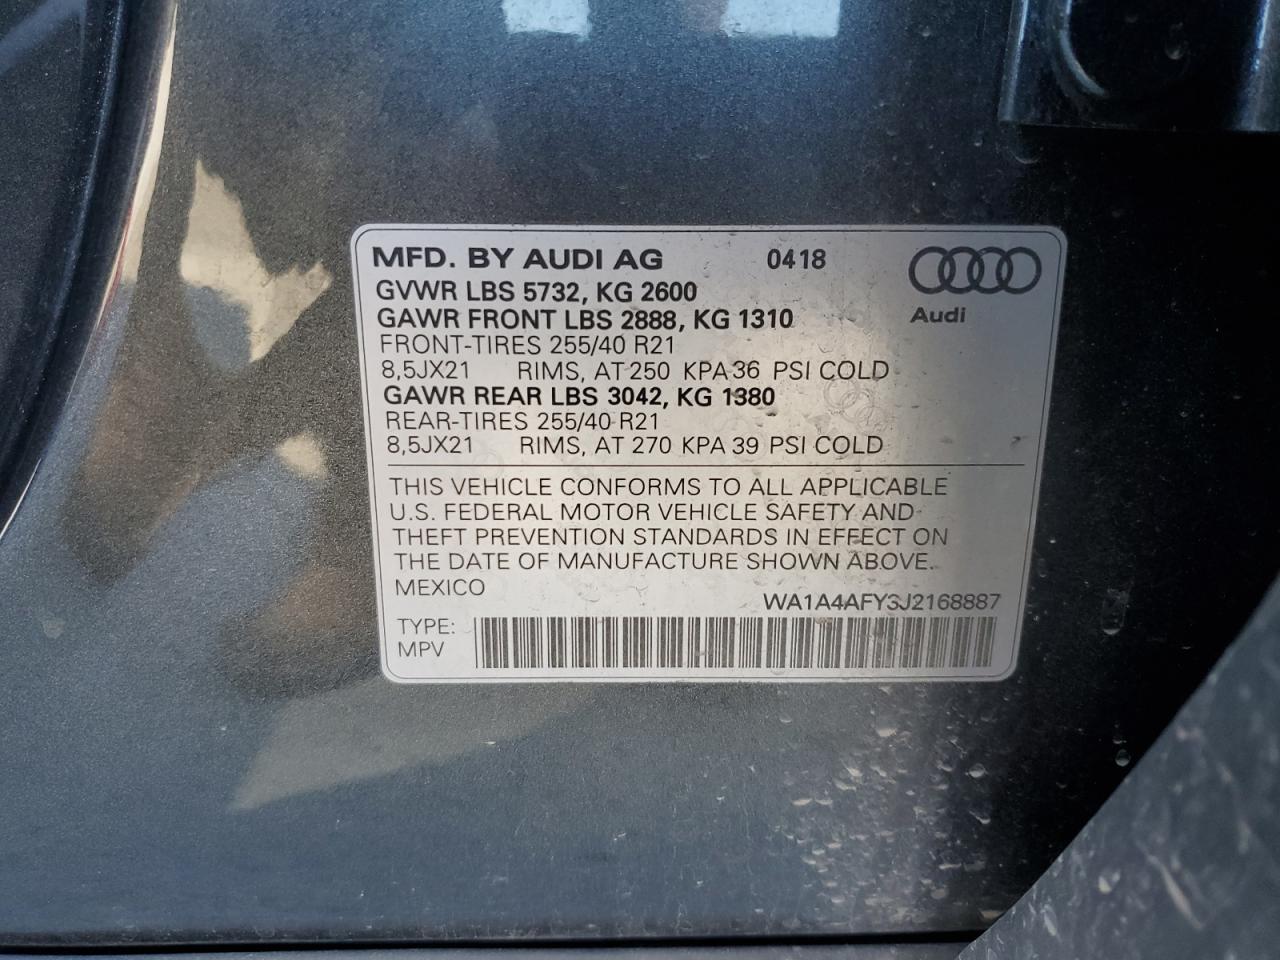 MFD. BY AUDI AG 0418
GVWR LBS 5732, KG 2600
GAWR FRONT LBS 2888, KG 1310
Audi
FRONT-TIRES 255/40 R21
8,5JX21 RIMS, AT 250 KPA 36 PSI COLD
GAWR REAR LBS 3042, KG 1380
REAR-TIRES 255/40 R21
8,5JX21 RIMS, AT 270 KPA 39 PSI COLD
THIS VEHICLE CONFORMS TO ALL APPLICABLE
U.S. FEDERAL MOTOR VEHICLE SAFETY AND
THEFT PREVENTION STANDARDS IN EFFECT ON
THE DATE OF MANUFACTURE SHOWN ABOVE.
MEXICO
WA1A4AFY3J2168887
TYPE:
MPV